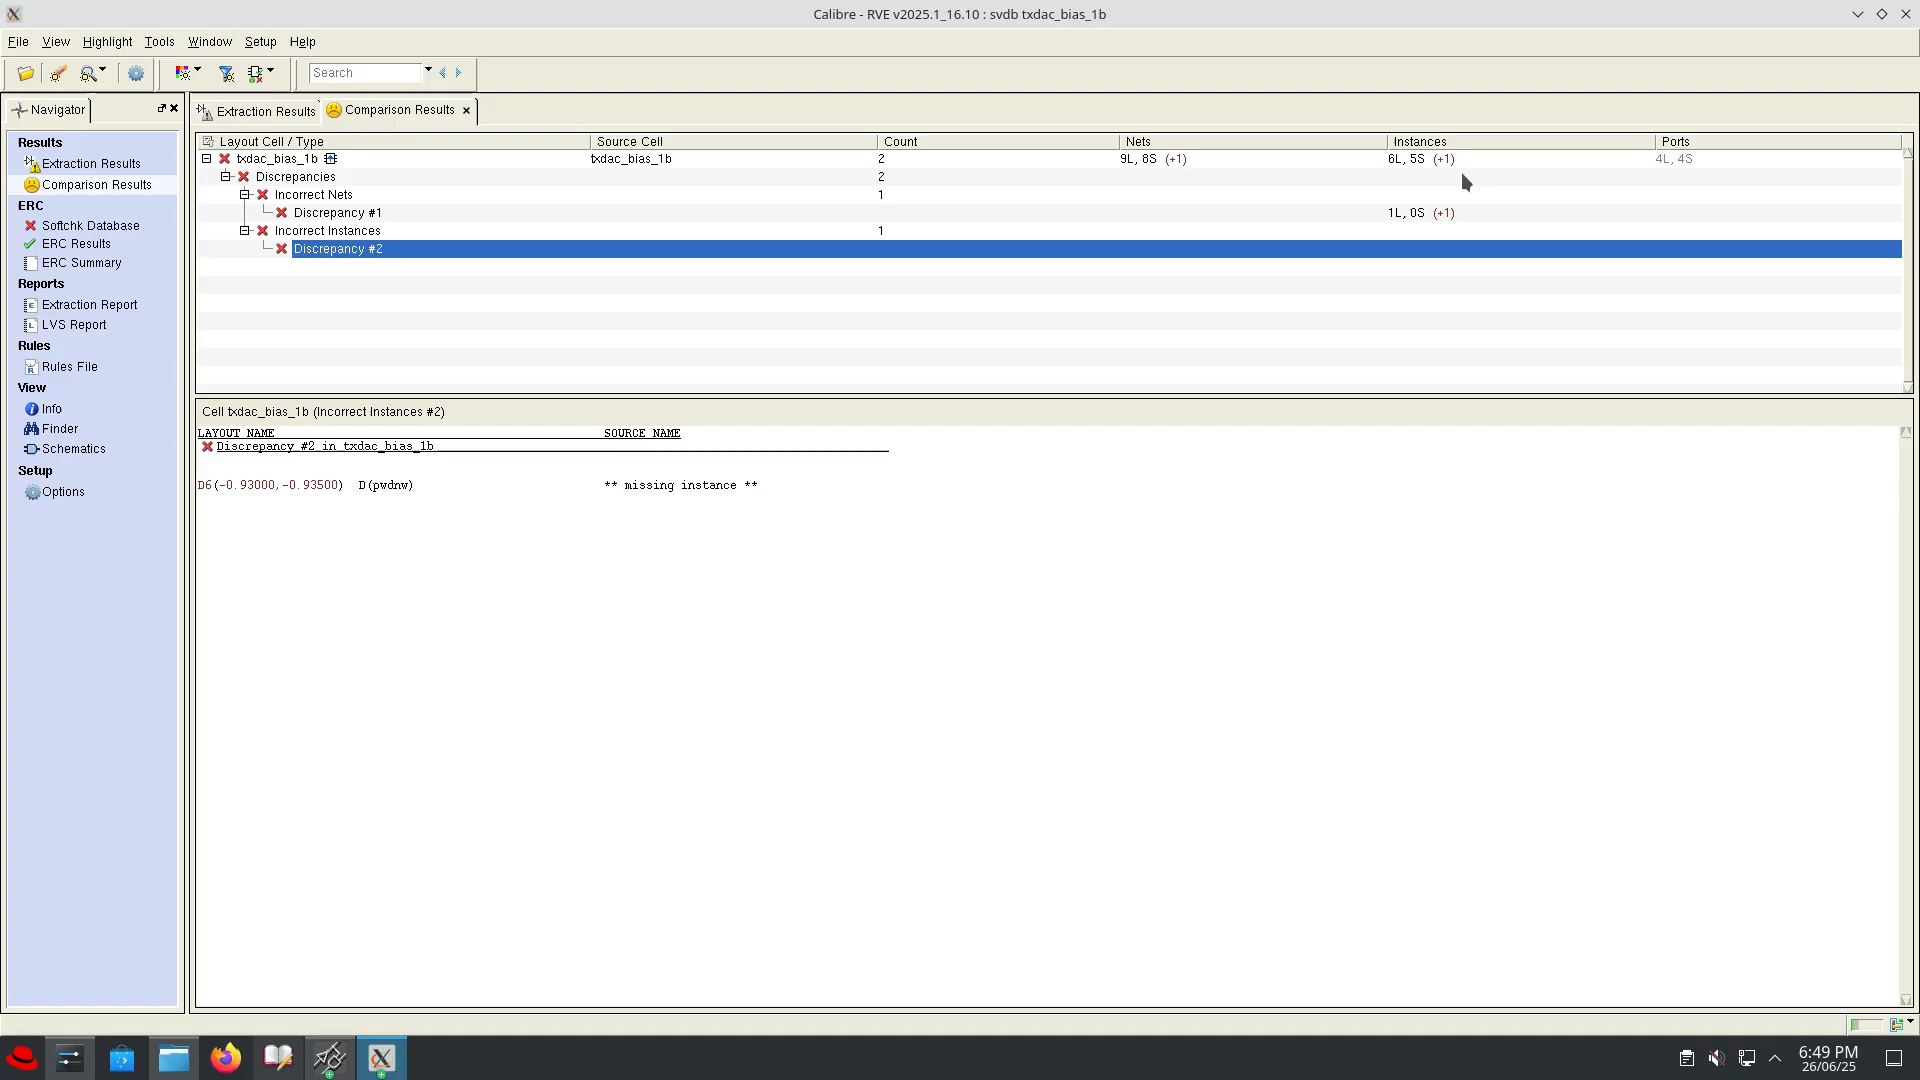 Calibre - RVE v2025.1_16.10 : svdb txdac_bias_1b
File View Highlight Tools Window Setup Help
Search
Navigator
Extraction Results
Comparison Results
Results
Extraction Results
Comparison Results
ERC
Softchk Database
ERC Results
ERC Summary
Reports
Extraction Report
LVS Report
Rules
Rules File
View
Info
Finder
Schematics
Setup
Options
Layout Cell / Type Source Cell Count Nets Instances Ports
txdac_bias_1b txdac_bias_1b 2 9L, 8S (+1) 6L, 5S (+1) 4L, 4S
Discrepancies 2
Incorrect Nets 1
Discrepancy #1 1L, 0S (+1)
Incorrect Instances 1
Discrepancy #2
Cell txdac_bias_1b (Incorrect Instances #2)
LAYOUT NAME SOURCE NAME
Discrepancy #2 in txdac_bias_1b
D6(-0.93000,-0.93500) D(pwdnw) ** missing instance **
6:49 PM
26/06/25